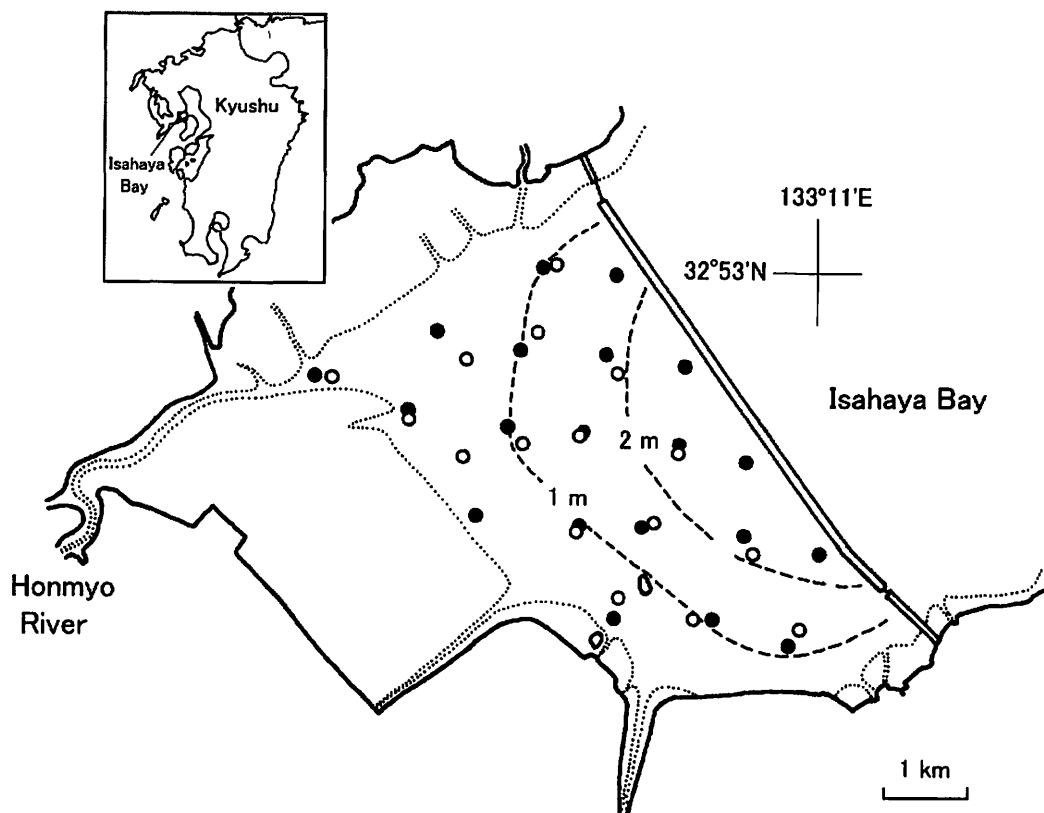 Kyushu
Isahaya
Bay
133°11'E
32°53'N
Isahaya Bay
2 m
1 m
Honmyo
River
1 km